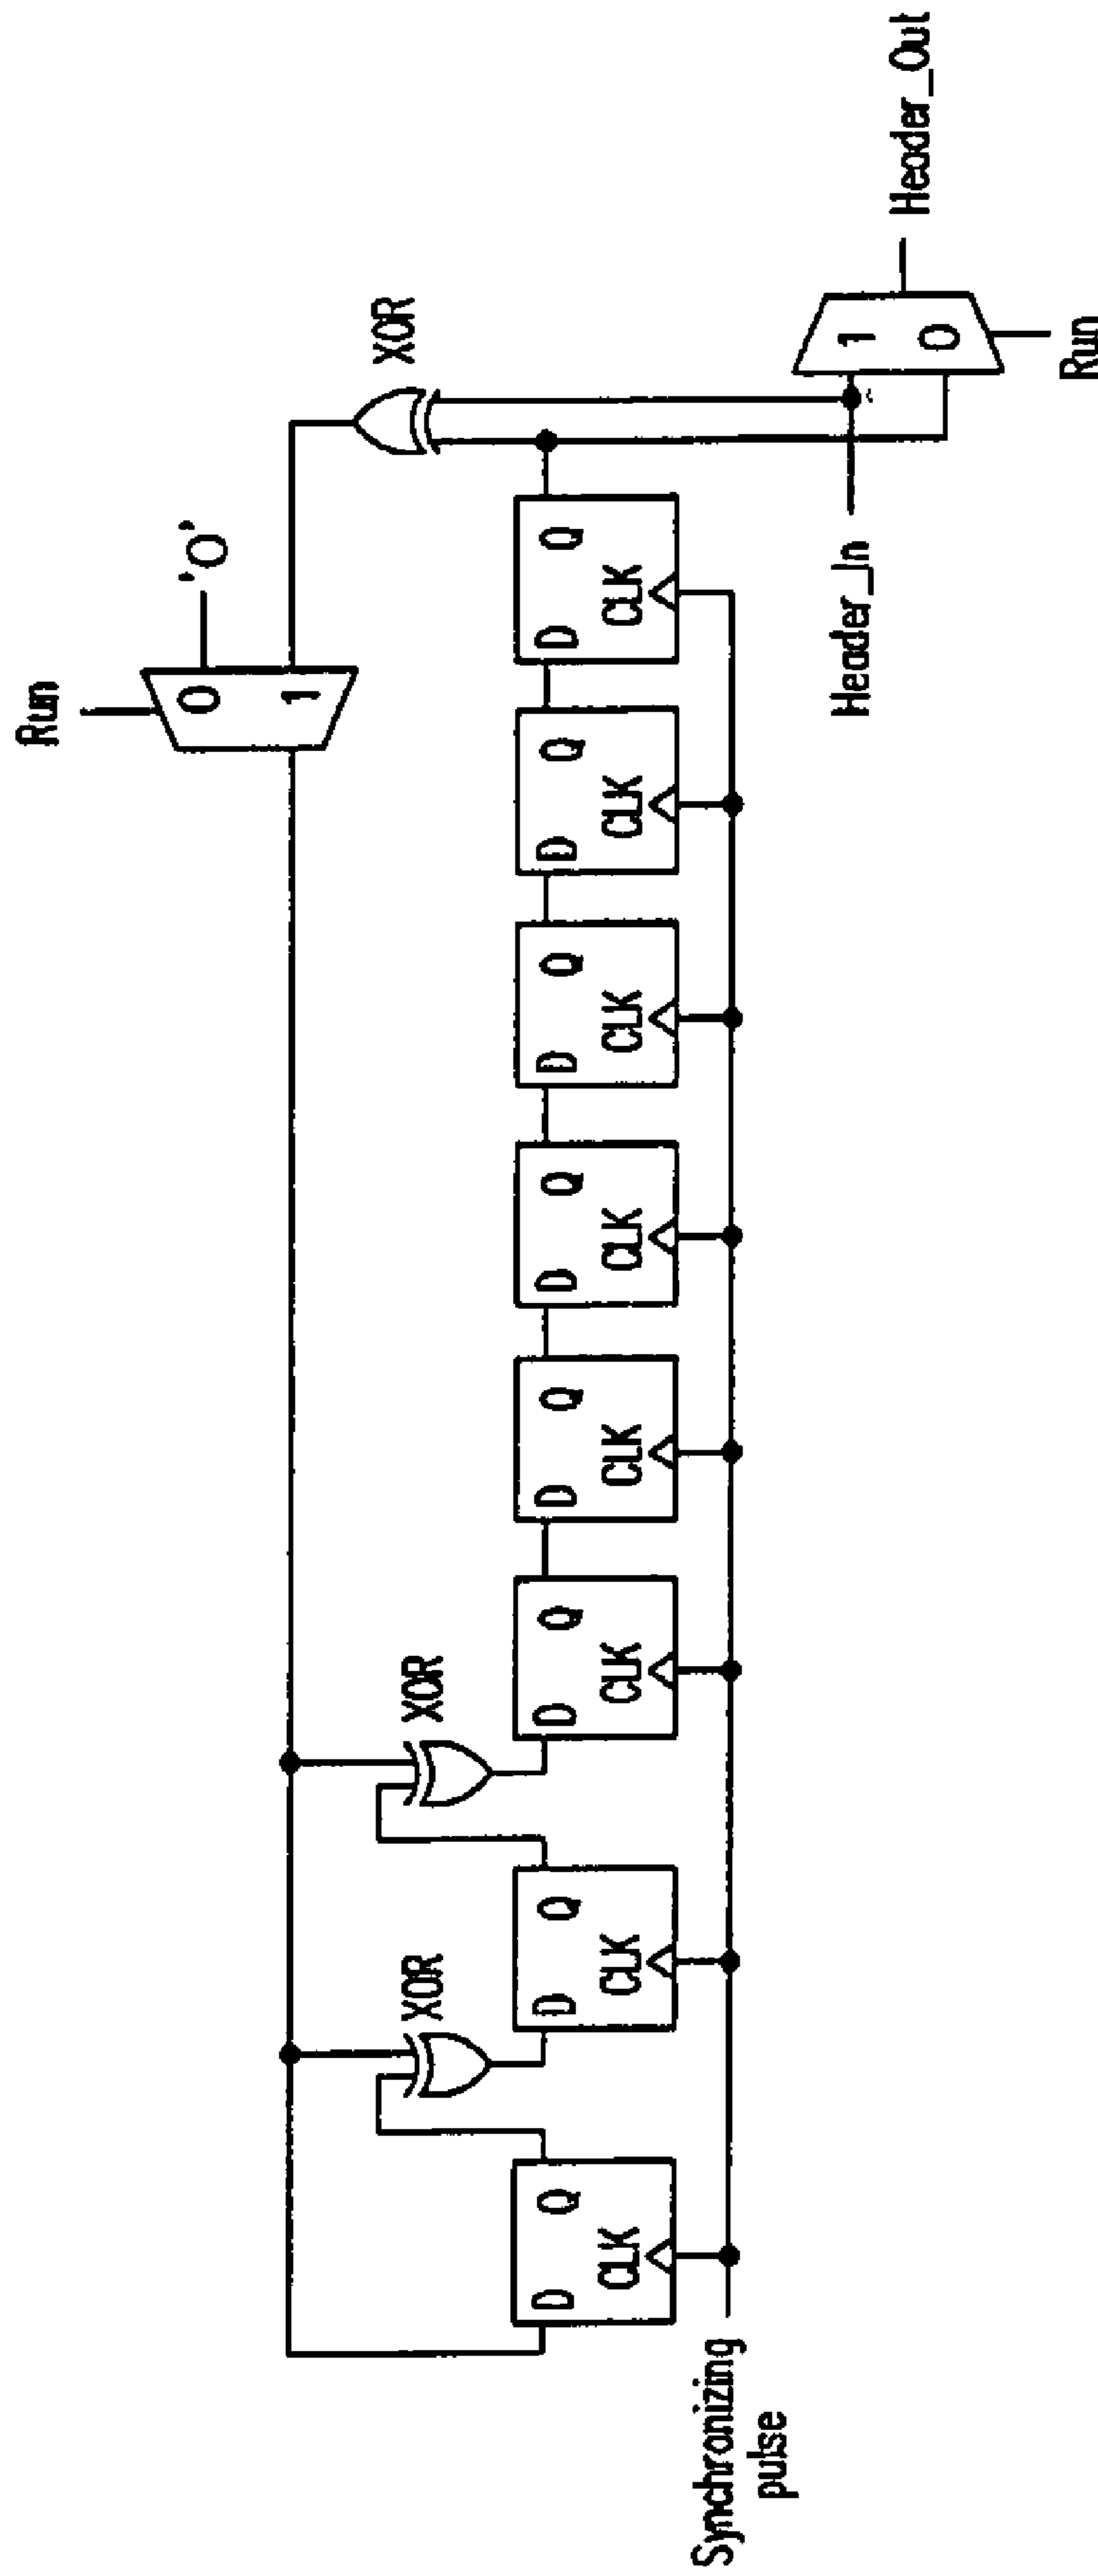 Run
'0'
0
1
XOR
XOR
XOR
D Q
CLK
D Q
CLK
D Q
CLK
D Q
CLK
D Q
CLK
D Q
CLK
D Q
CLK
D Q
CLK
Synchronizing
pulse
Header_In
1
0
Header_Out
Run